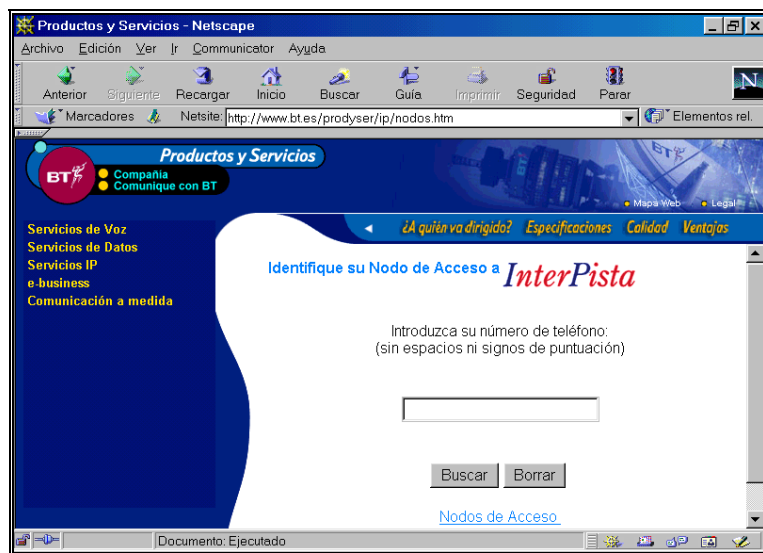 Productos y Servicios - Netscape
Archivo Edición Ver Ir Communicator Ayuda
Anterior Siguiente Recargar Inicio Buscar Guía Imprimir Seguridad Parar
N
Marcadores Netsite: http://www.bt.es/prodyser/ip/nodos.htm Elementos rel.
Productos y Servicios
BT
Compañia
Comunique con BT
BT
Mapa Web Legal
¿A quién va dirigido? Especificaciones Calidad Ventajas
Servicios de Voz
Servicios de Datos
Servicios IP
e-business
Comunicación a medida
Identifique su Nodo de Acceso a InterPista
Introduzca su número de teléfono:
(sin espacios ni signos de puntuación)
Buscar Borrar
Nodos de Acceso
Documento: Ejecutado